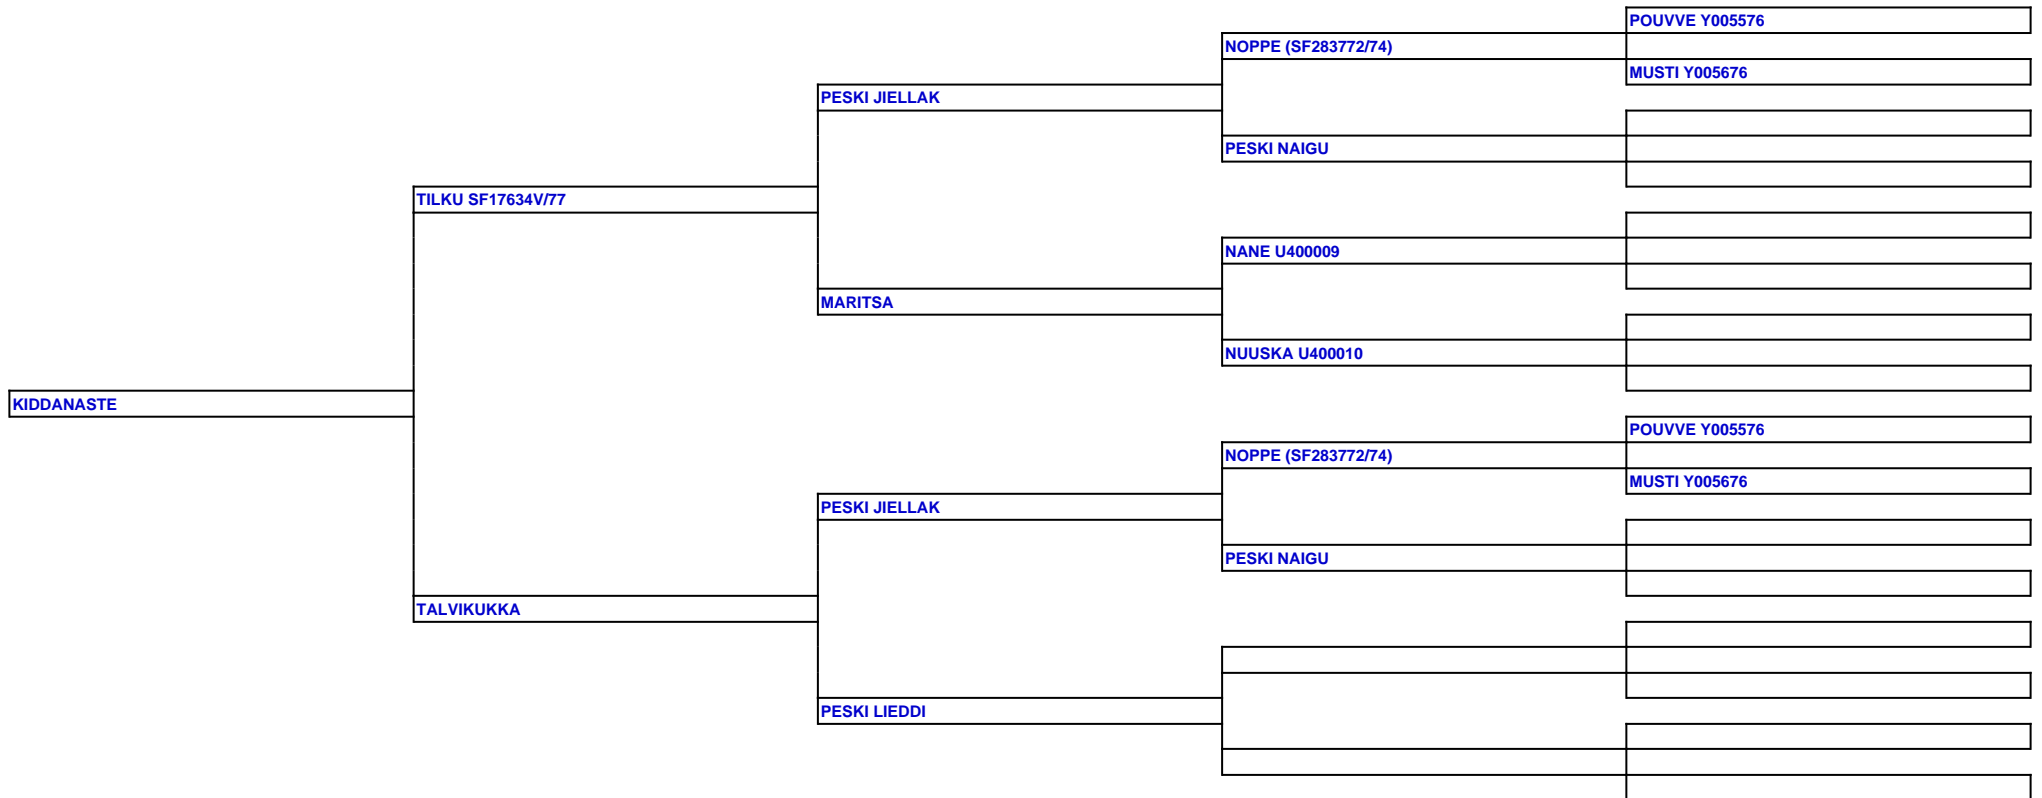 POUVVE Y005576
NOPPE (SF283772/74)
MUSTI Y005676
PESKI JIELLAK
PESKI NAIGU
TILKU SF17634V/77
NANE U400009
MARITSA
NUUSKA U400010
KIDDANASTE
POUVVE Y005576
NOPPE (SF283772/74)
MUSTI Y005676
PESKI JIELLAK
PESKI NAIGU
TALVIKUKKA
PESKI LIEDDI